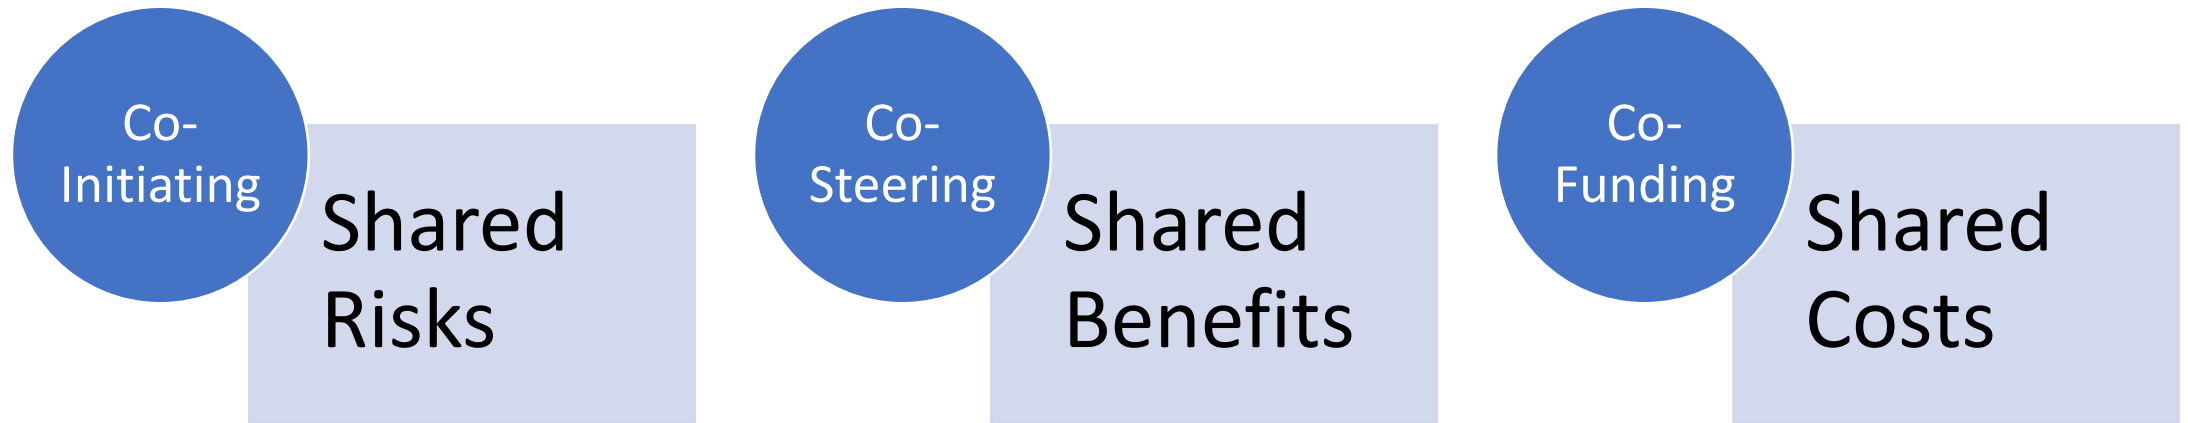 Co-
Initiating
Shared
Risks
Co-
Steering
Shared
Benefits
Co-
Funding
Shared
Costs